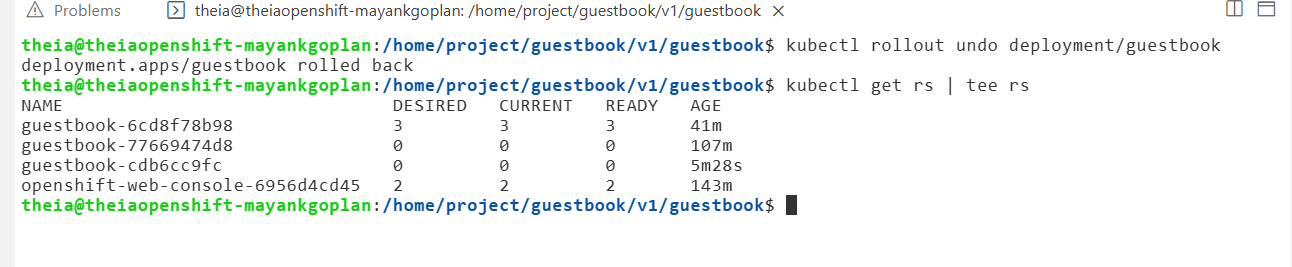 Problems theia@theiaopenshift-mayankgoplan: /home/project/guestbook/v1/guestbook ×
theia@theiaopenshift-mayankgoplan:/home/project/guestbook/v1/guestbook$ kubectl rollout undo deployment/guestbook
deployment.apps/guestbook rolled back
theia@theiaopenshift-mayankgoplan:/home/project/guestbook/v1/guestbook$ kubectl get rs | tee rs
NAME DESIRED CURRENT READY AGE
guestbook-6cd8f78b98 3 3 3 41m
guestbook-77669474d8 0 0 0 107m
guestbook-cdb6cc9fc 0 0 0 5m28s
openshift-web-console-6956d4cd45 2 2 2 143m
theia@theiaopenshift-mayankgoplan:/home/project/guestbook/v1/guestbook$